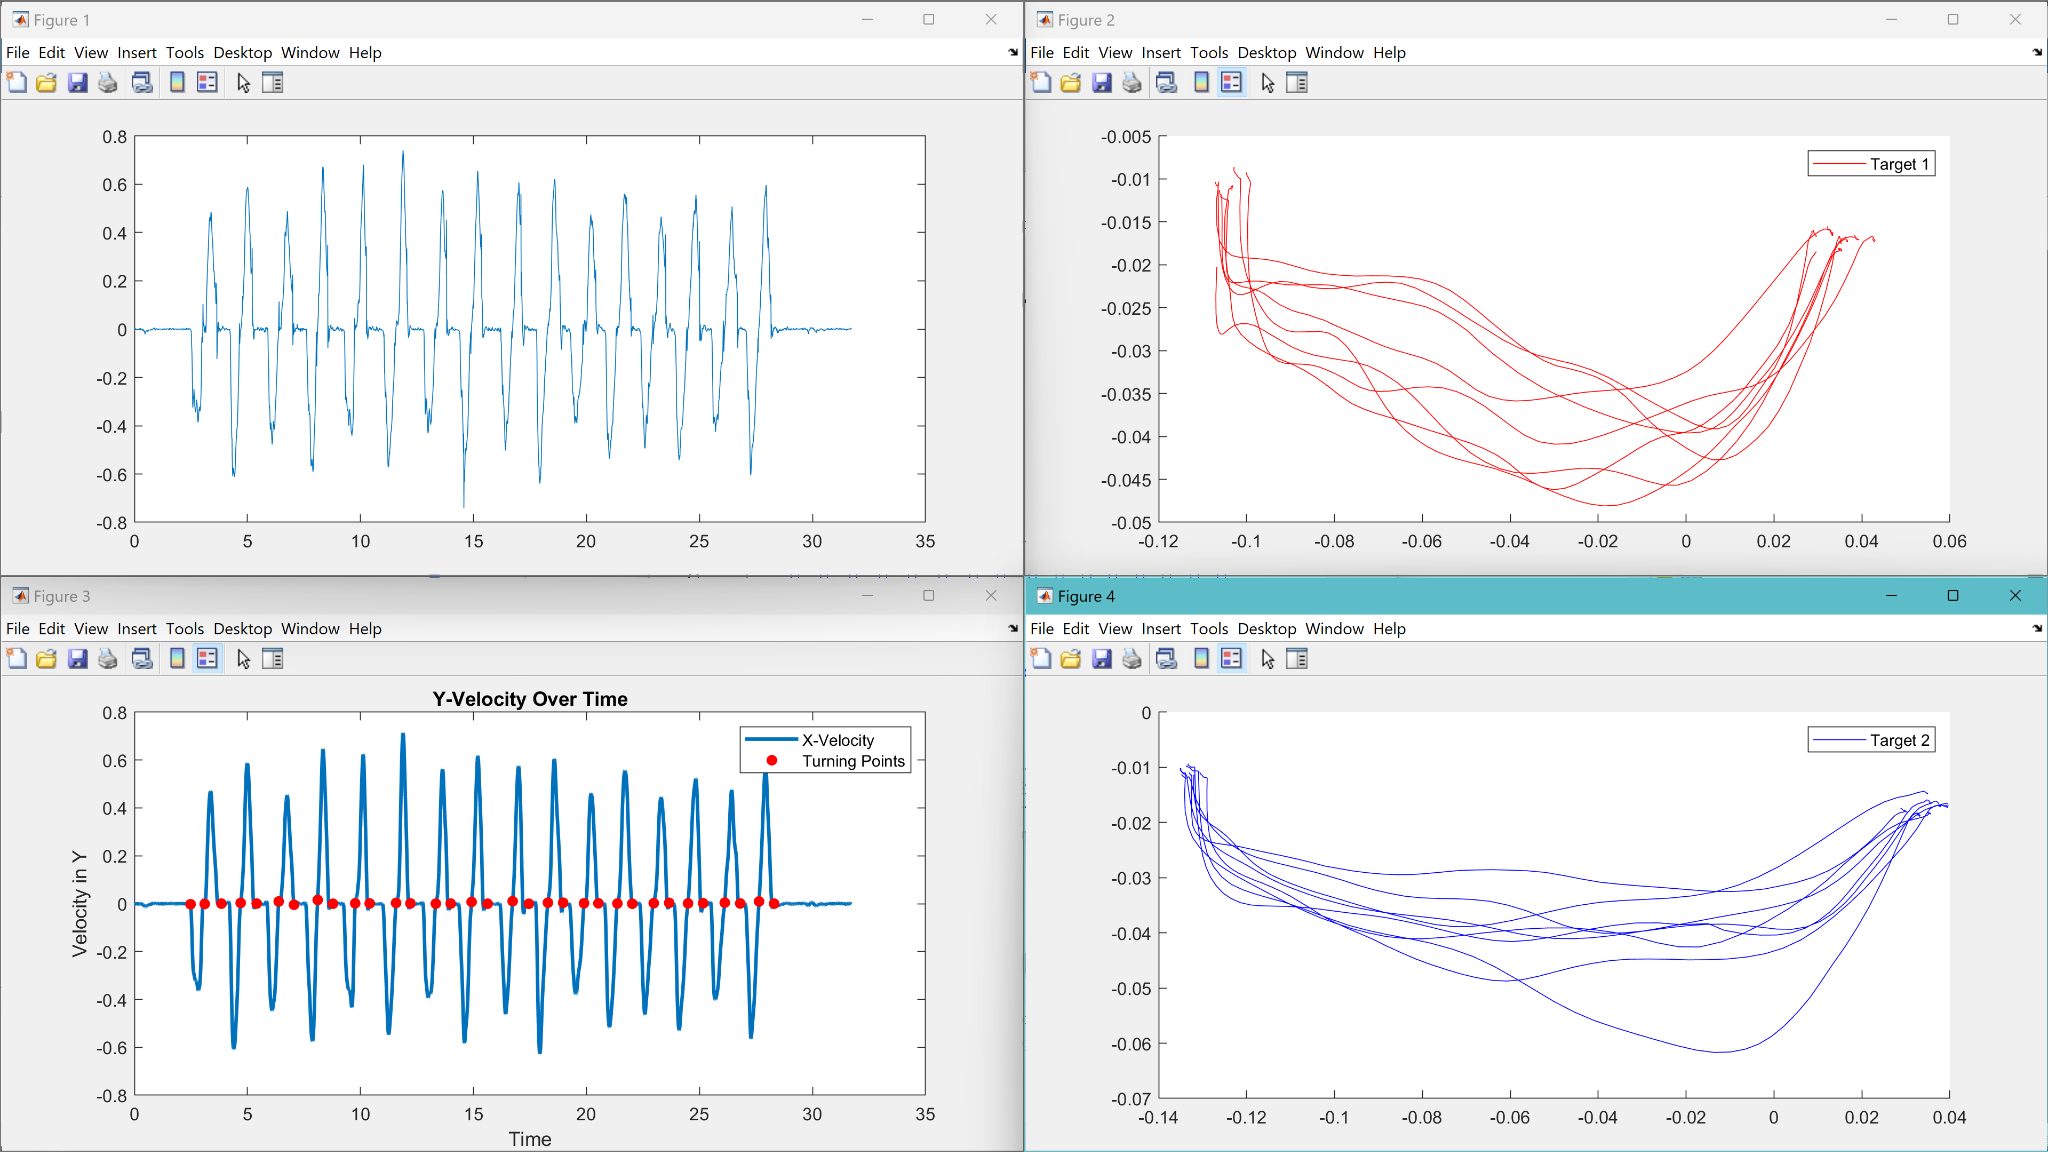 Figure 1
File Edit View Insert Tools Desktop Window Help
0.8
0.6
0.4
0.2
0
-0.2
-0.4
-0.6
-0.8
0 5 10 15 20 25 30 35
Figure 2
File Edit View Insert Tools Desktop Window Help
-0.005
-0.01
-0.015
-0.02
-0.025
-0.03
-0.035
-0.04
-0.045
-0.05
Target 1
-0.12 -0.1 -0.08 -0.06 -0.04 -0.02 0 0.02 0.04 0.06
Figure 3
File Edit View Insert Tools Desktop Window Help
Y-Velocity Over Time
Velocity in Y
0.8
0.6
0.4
0.2
0
-0.2
-0.4
-0.6
-0.8
X-Velocity
Turning Points
0 5 10 15 20 25 30 35
Time
Figure 4
File Edit View Insert Tools Desktop Window Help
0
-0.01
-0.02
-0.03
-0.04
-0.05
-0.06
-0.07
Target 2
-0.14 -0.12 -0.1 -0.08 -0.06 -0.04 -0.02 0 0.02 0.04